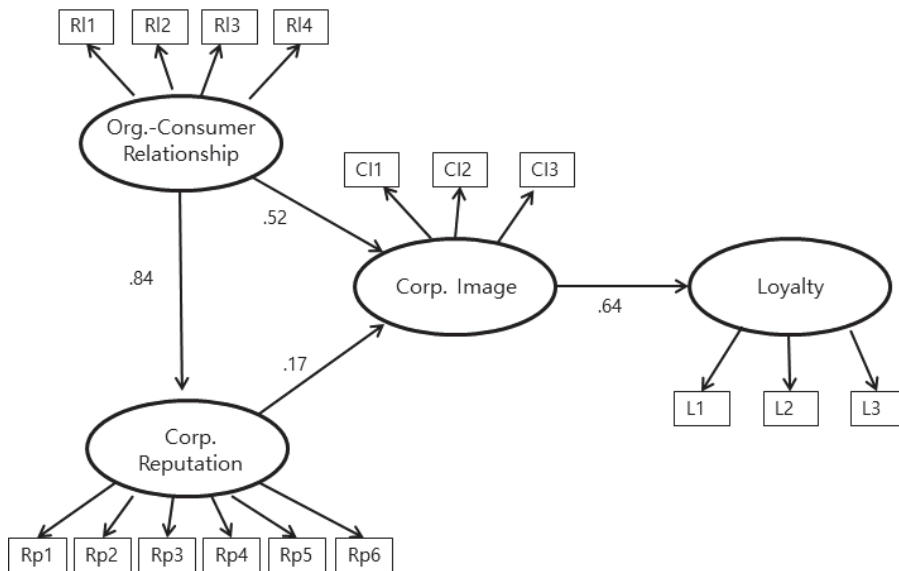 Rl1 Rl2 Rl3 Rl4
Org.-Consumer
Relationship
CI1 CI2 CI3
.52
.84
Corp. Image
.64
Loyalty
.17
L1 L2 L3
Corp.
Reputation
Rp1 Rp2 Rp3 Rp4 Rp5 Rp6